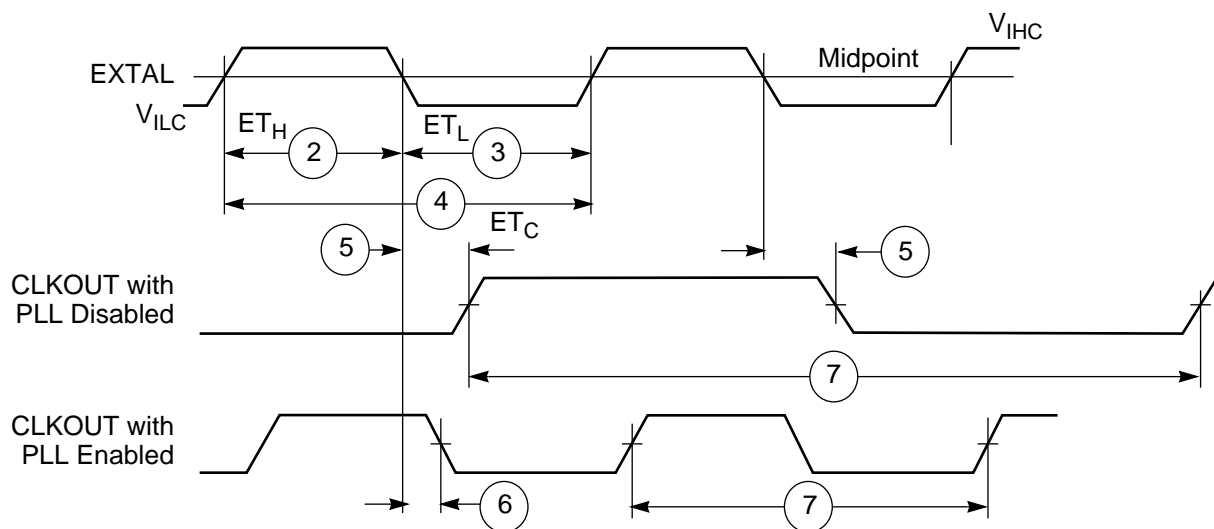 V_IHC
EXTAL
Midpoint
V_ILC
ET_H
ET_L
2
3
4
ET_C
5
5
CLKOUT with
PLL Disabled
7
CLKOUT with
PLL Enabled
6
7